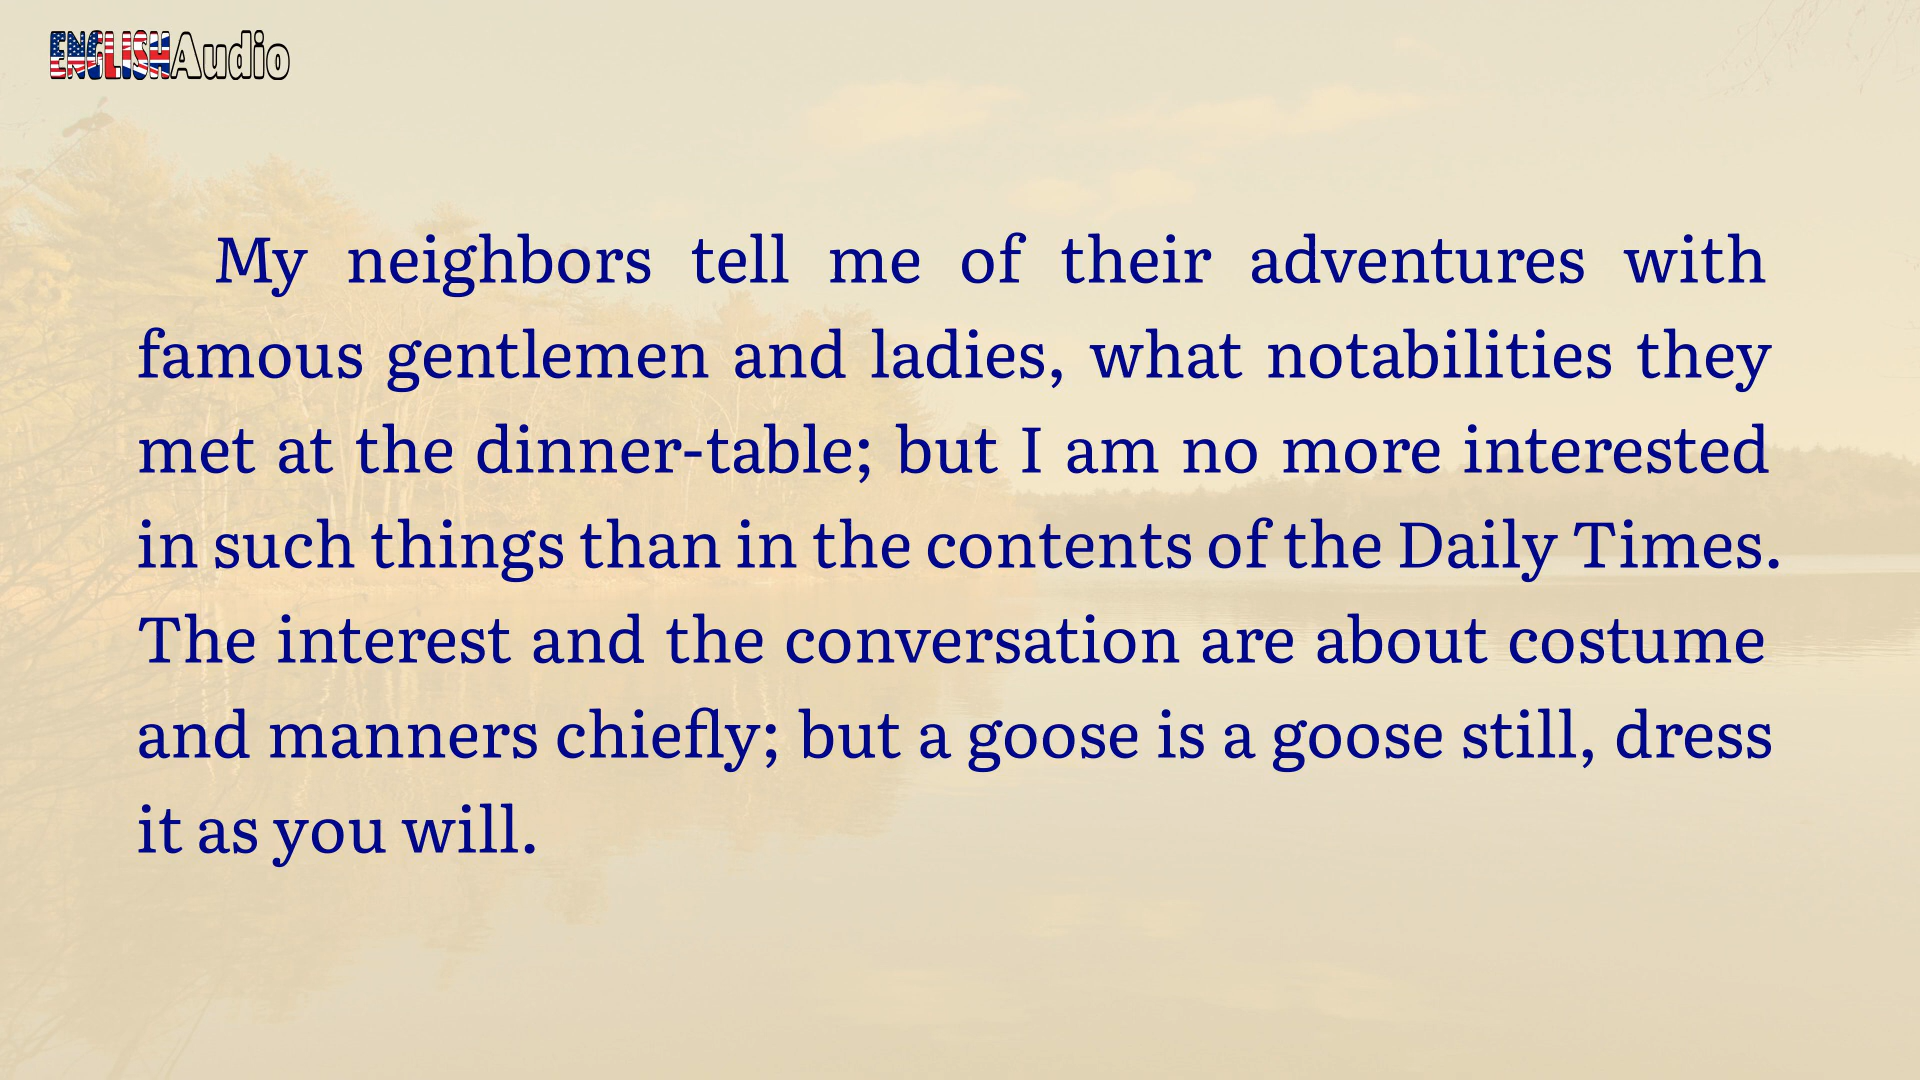 ENGLISHAudio
My neighbors tell me of their adventures with
famous gentlemen and ladies, what notabilities they
met at the dinner-table; but I am no more interested
in such things than in the contents of the Daily Times.
The interest and the conversation are about costume
and manners chiefly; but a goose is a goose still, dress
it as you will.